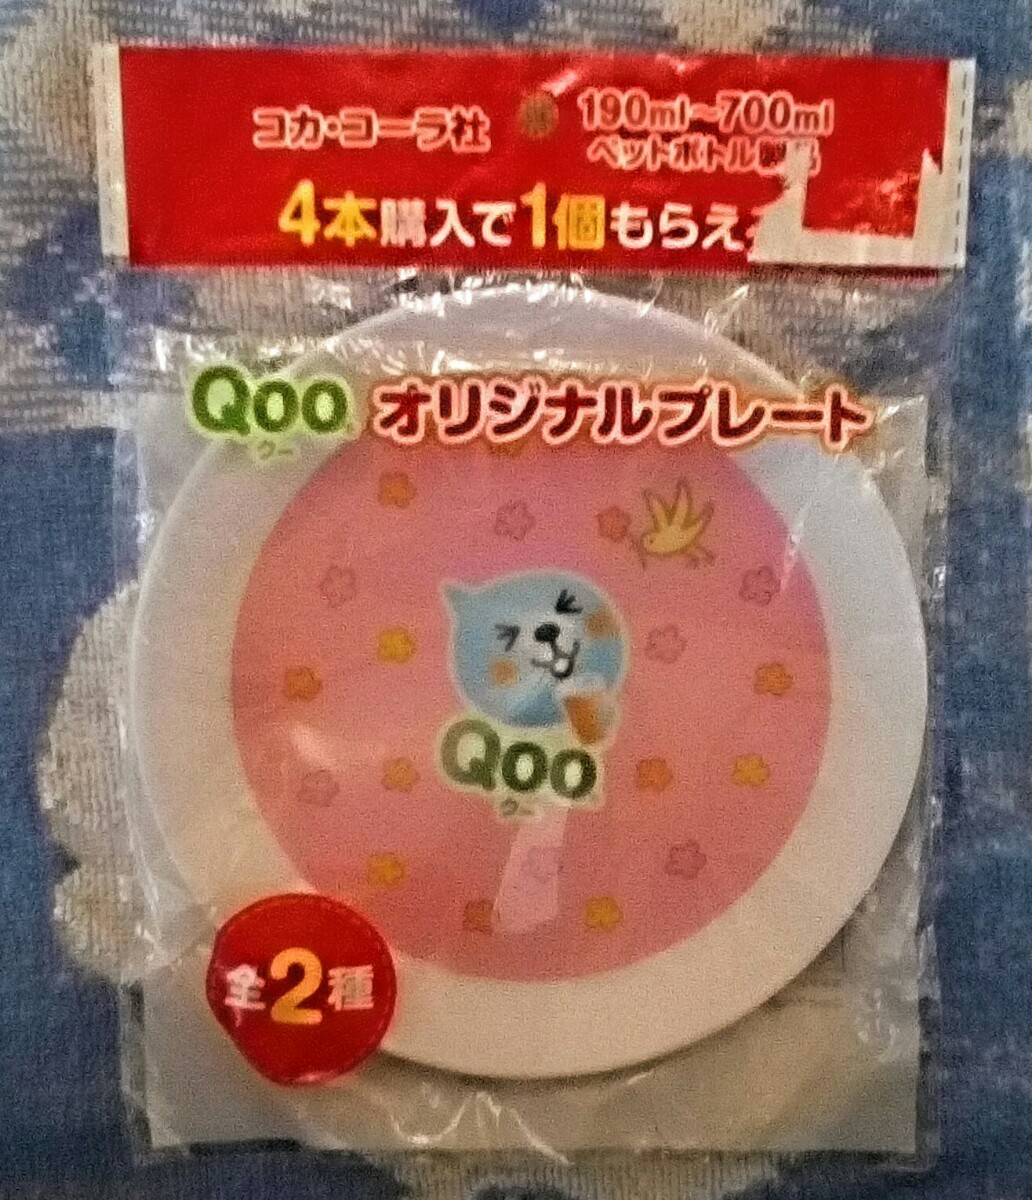 コカ・コーラ社
190ml~700ml
ペットボトル
4本購入で1個もらえ
Qoo
クー
オリジナルプレート
Qoo
クー
全2種